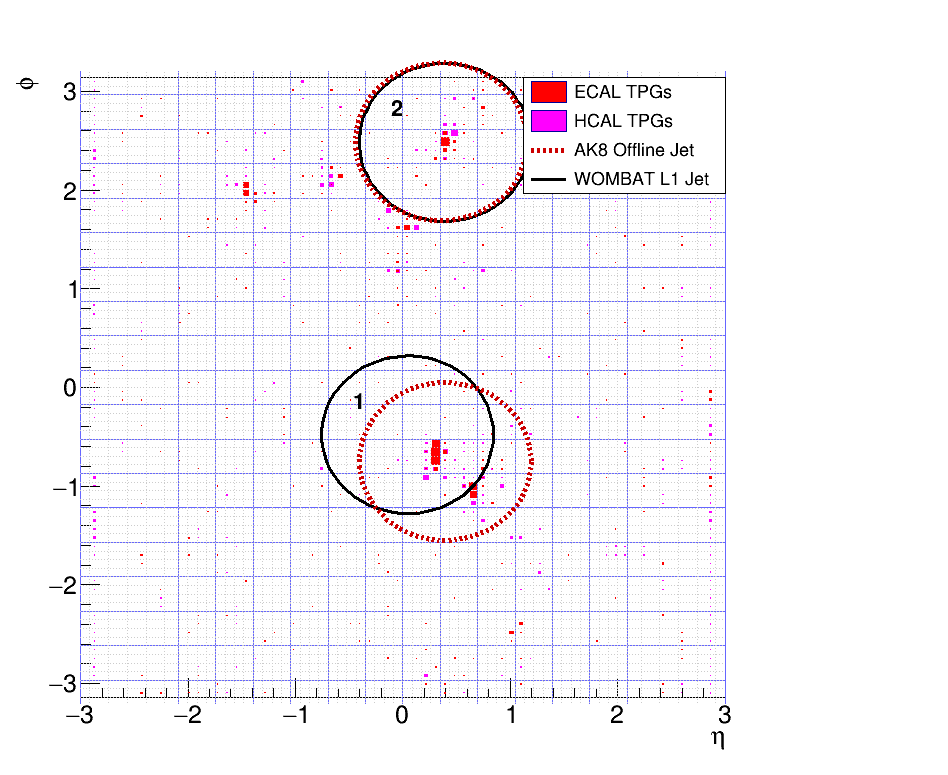 ϕ
3
2
1
0
−1
−2
−3
2
1
ECAL TPGs
HCAL TPGs
AK8 Offline Jet
WOMBAT L1 Jet
−3 −2 −1 0 1 2 3
η